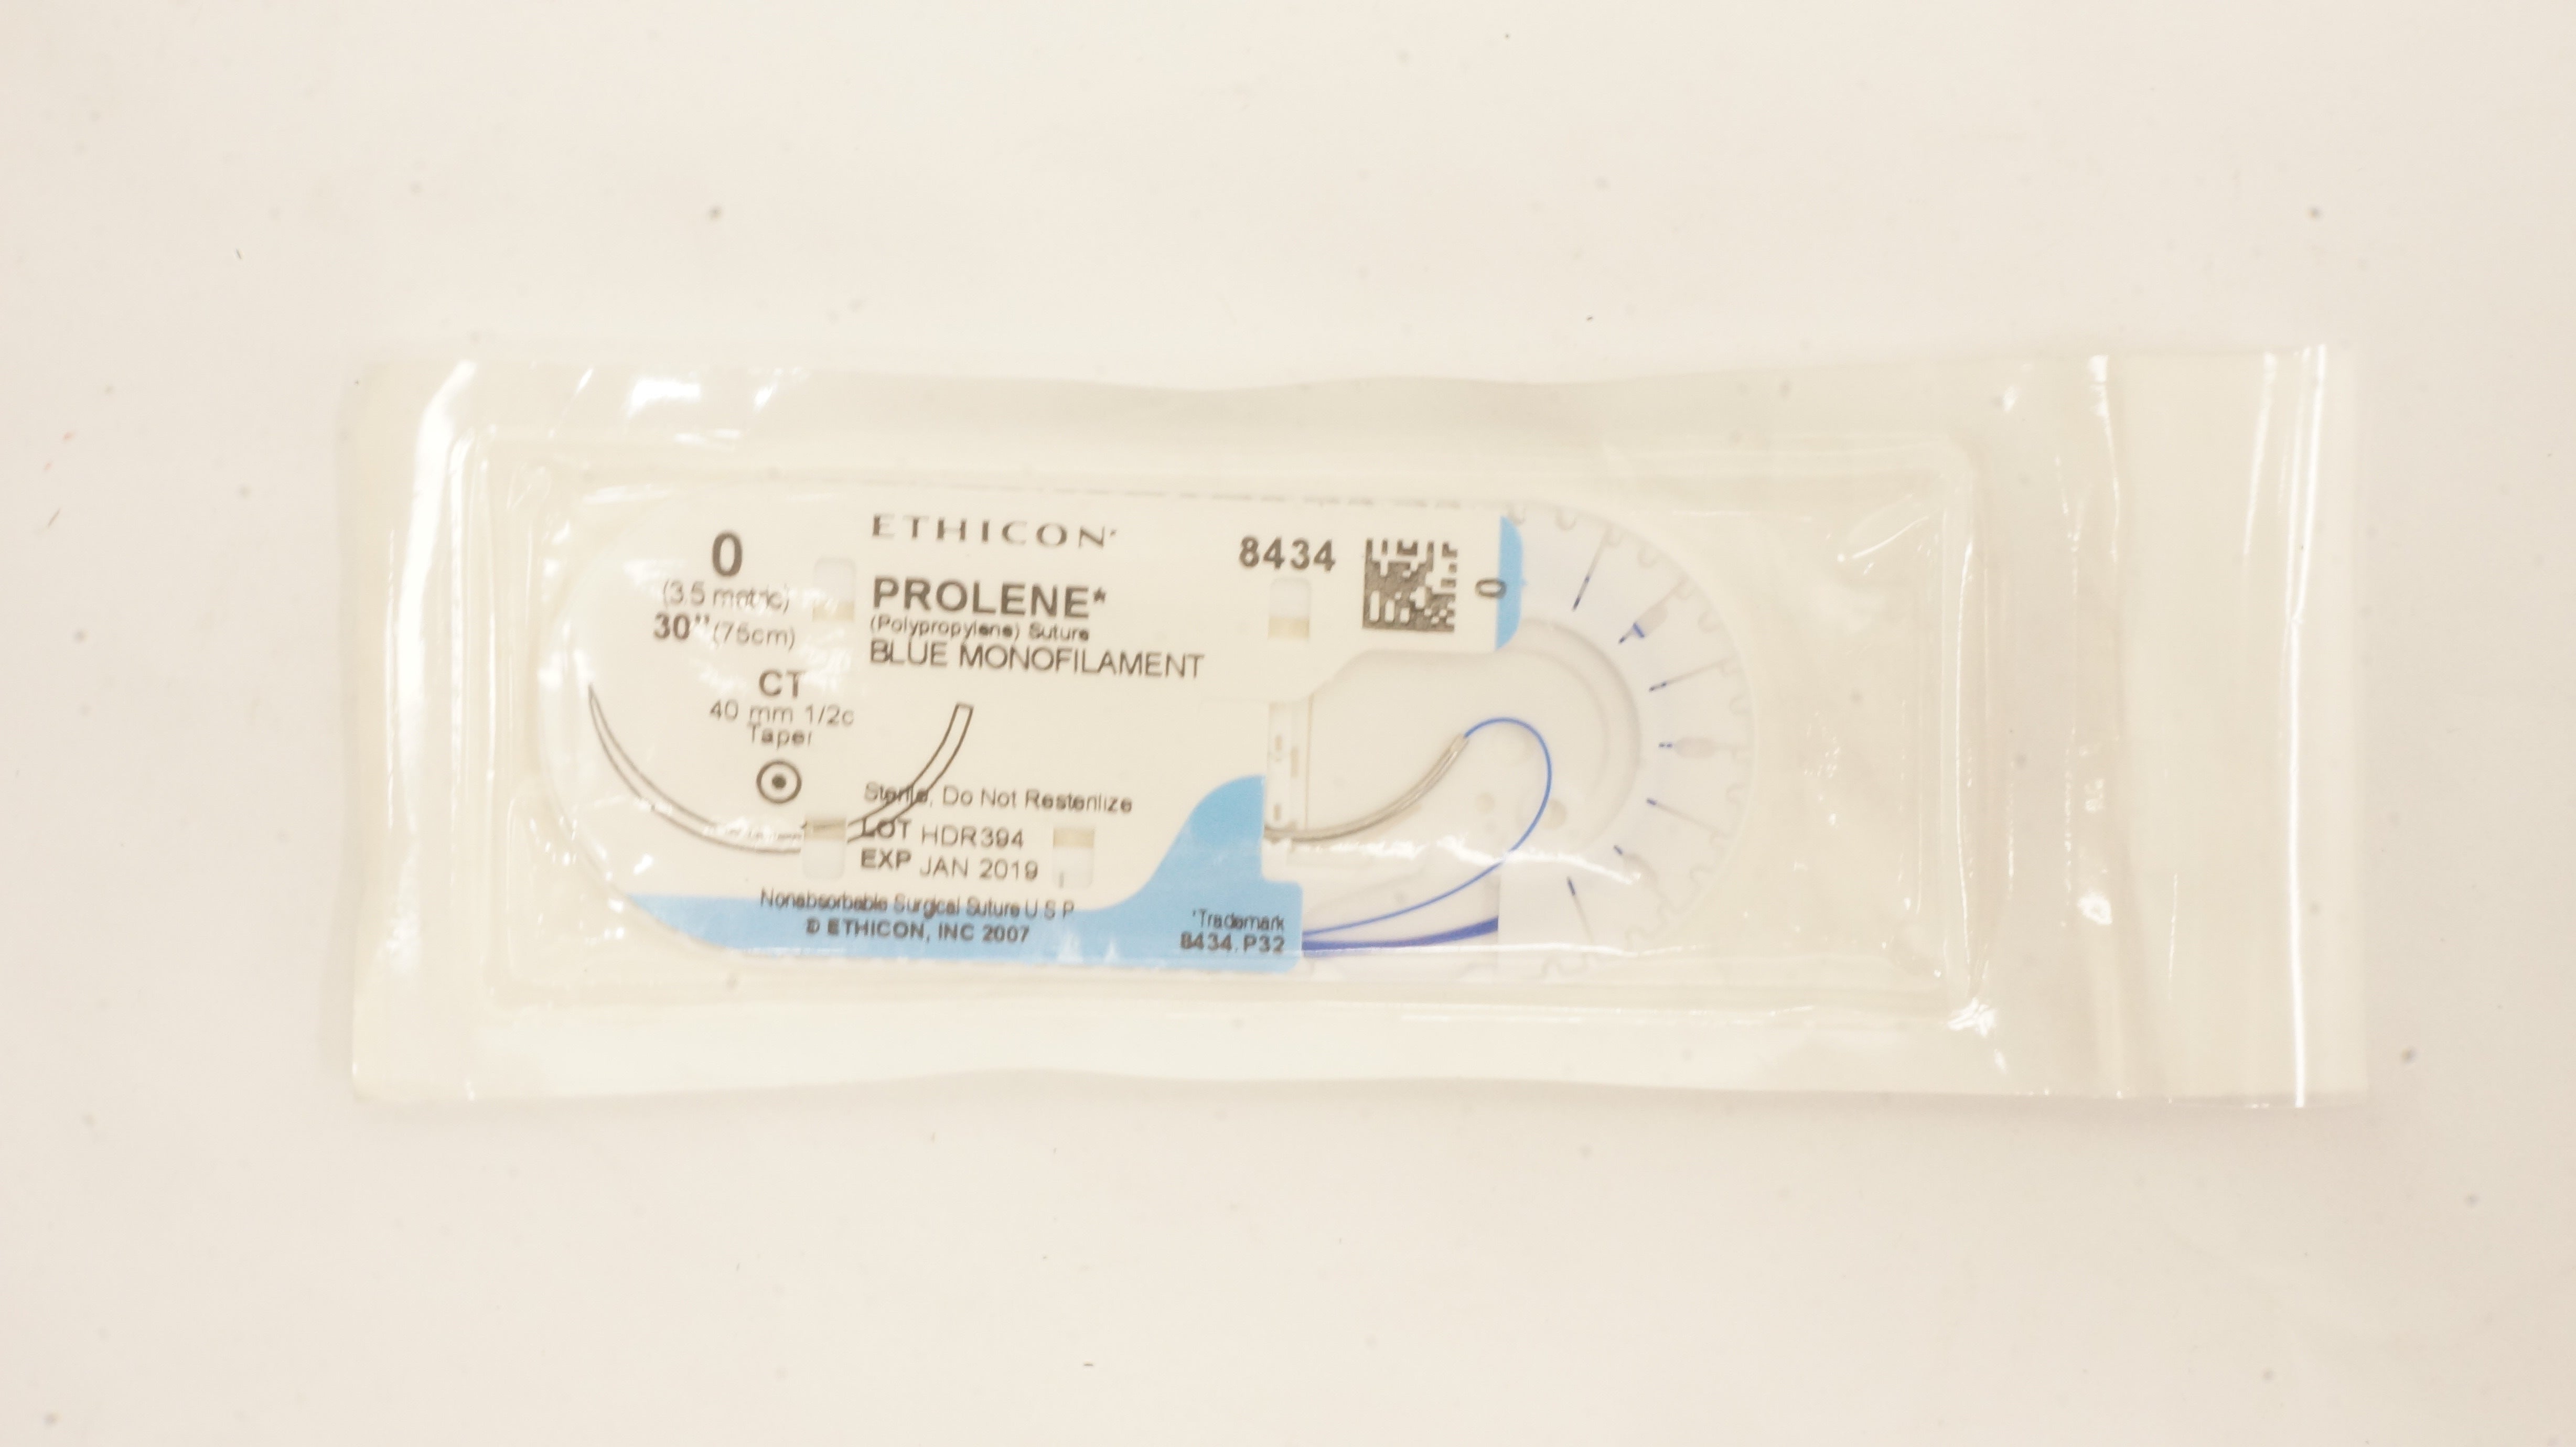 0
(3.5 metric)
30" (75cm)
CT
40 mm 1/2c
Taper
ETHICON
PROLENE*
(Polypropylene) Suture
BLUE MONOFILAMENT
8434
0
Sterile, Do Not Resterilize
LOT HDR394
EXP JAN 2019
Nonabsorbable Surgical Suture U S P
© ETHICON, INC 2007
*Trademark
8434.P32